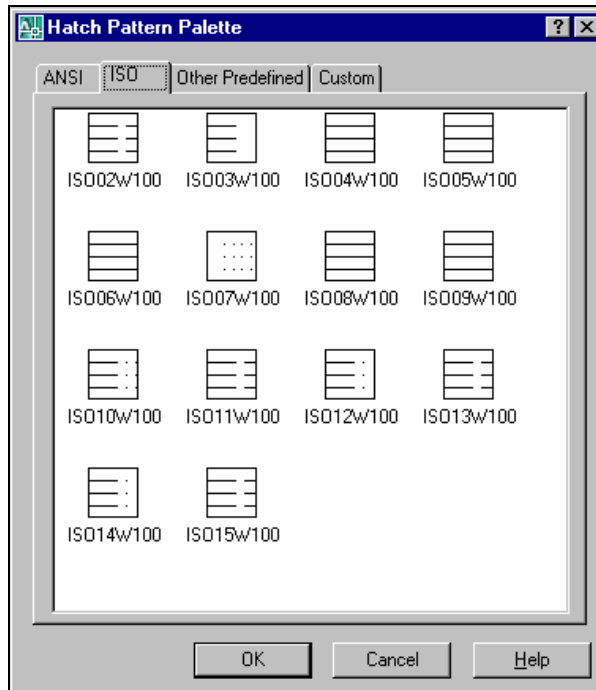 Hatch Pattern Palette
ANSI ISO Other Predefined Custom
ISO02W100 ISO03W100 ISO04W100 ISO05W100
ISO06W100 ISO07W100 ISO08W100 ISO09W100
ISO10W100 ISO11W100 ISO12W100 ISO13W100
ISO14W100 ISO15W100
OK Cancel Help